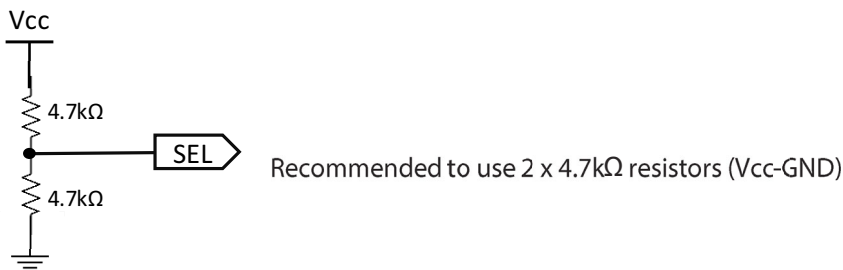 Vcc
4.7kΩ
SEL
Recommended to use 2 x 4.7kΩ resistors (Vcc-GND)
4.7kΩ